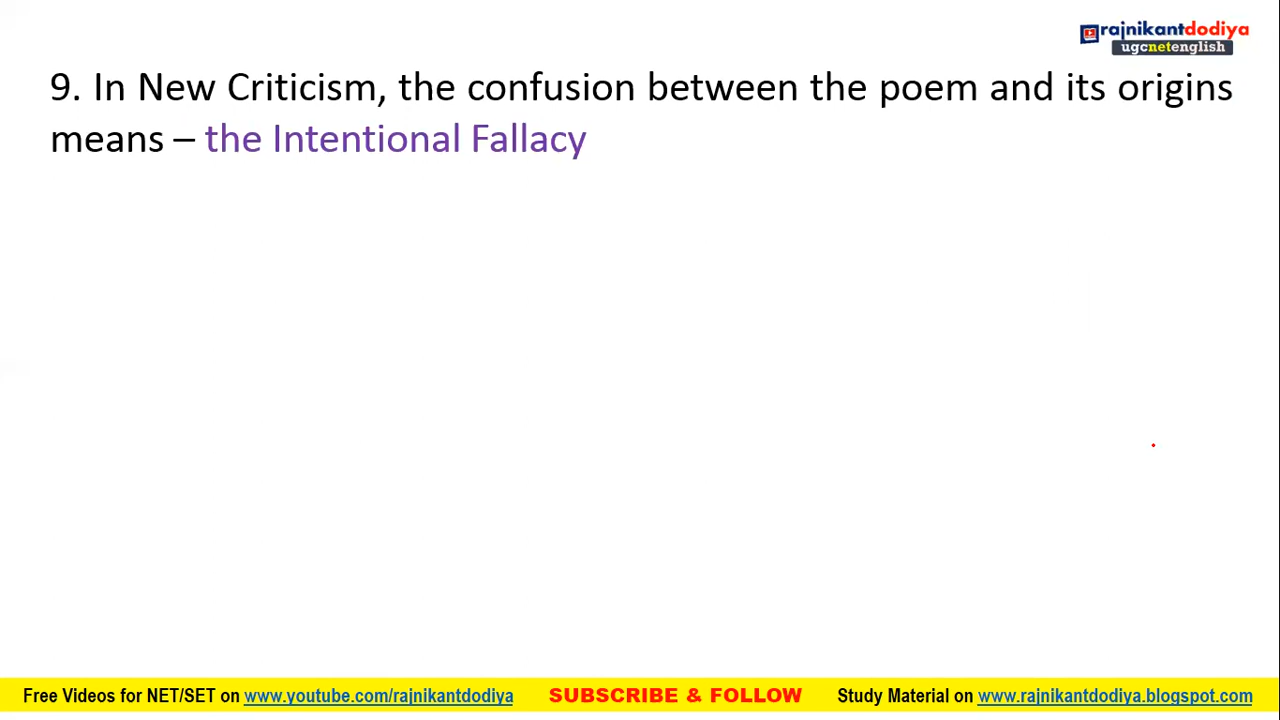 rajnikantdodiya
ugcnetenglish
9. In New Criticism, the confusion between the poem and its origins
means – the Intentional Fallacy
Free Videos for NET/SET on www.youtube.com/rajnikantdodiya SUBSCRIBE & FOLLOW Study Material on www.rajnikantdodiya.blogspot.com